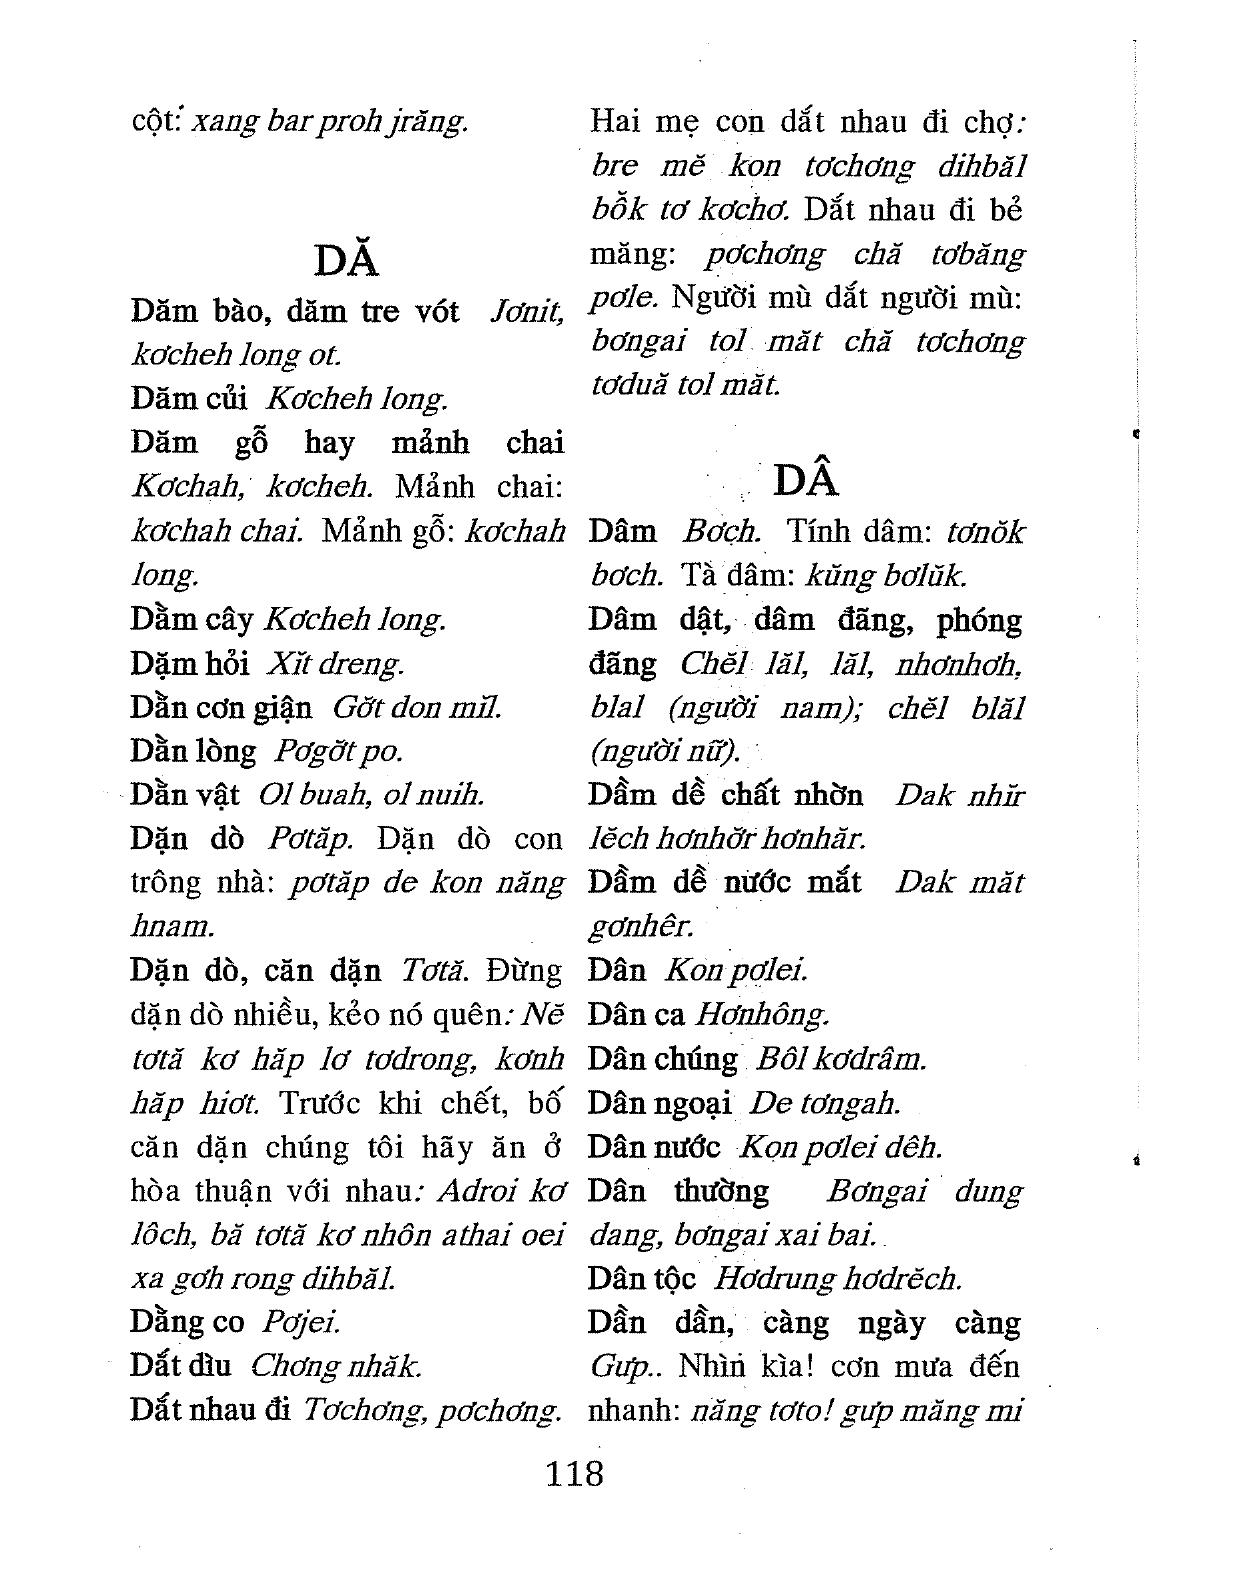 cột: xang bar proh jrăng.
DĂ
Dăm bào, dăm tre vót Jơnit,
kơcheh long ot.
Dăm củi Kơcheh long.
Dăm gỗ hay mảnh chai
Kơchah, kơcheh. Mảnh chai:
kơchah chai. Mảnh gỗ: kơchah
long.
Dằm cây Kơcheh long.
Dặm hỏi Xĭt dreng.
Dằn cơn giận Gơ̆t don mĭl.
Dằn lòng Pơgơ̆t po.
Dằn vật Ol buah, ol nuih.
Dặn dò Pơtăp. Dặn dò con
trông nhà: pơtăp de kon năng
hnam.
Dặn dò, căn dặn Tơtă. Đừng
dặn dò nhiều, kẻo nó quên: Nĕ
tơtă kơ hăp lơ tơdrong, kơnh
hăp hiơt. Trước khi chết, bố
căn dặn chúng tôi hãy ăn ở
hòa thuận với nhau: Adroi kơ
lôch, bă tơtă kơ nhôn athai oei
xa gơh rong dihbăl.
Dằng co Pơjei.
Dắt dìu Chơng nhăk.
Dắt nhau đi Tơchơng, pơchơng.
Hai mẹ con dắt nhau đi chợ:
bre mĕ kon tơchơng dihbăl
bô̆k tơ kơchơ. Dắt nhau đi bẻ
măng: pơchơng chă tơbăng
pơle. Người mù dắt người mù:
bơngai tol măt chă tơchơng
tơduă tol măt.
DÂ
Dâm Bơch. Tính dâm: tơnŏk
bơch. Tà dâm: kŭng bơlŭk.
Dâm dật, dâm đãng, phóng
đãng Chĕl lăl, lăl, nhơnhơh,
blal (người nam); chĕl blăl
(người nữ).
Dầm dề chất nhờn Dak nhĭr
lĕch hơnhơ̆r hơnhăr.
Dầm dề nước mắt Dak măt
gơnhêr.
Dân Kon pơlei.
Dân ca Hơnhông.
Dân chúng Bôl kơdrâm.
Dân ngoại De tơngah.
Dân nước Kon pơlei dêh.
Dân thường Bơngai dung
dang, bơngai xai bai.
Dân tộc Hơdrung hơdrĕch.
Dần dần, càng ngày càng
Gưp.. Nhìn kìa! cơn mưa đến
nhanh: năng tơto! gưp măng mi
118